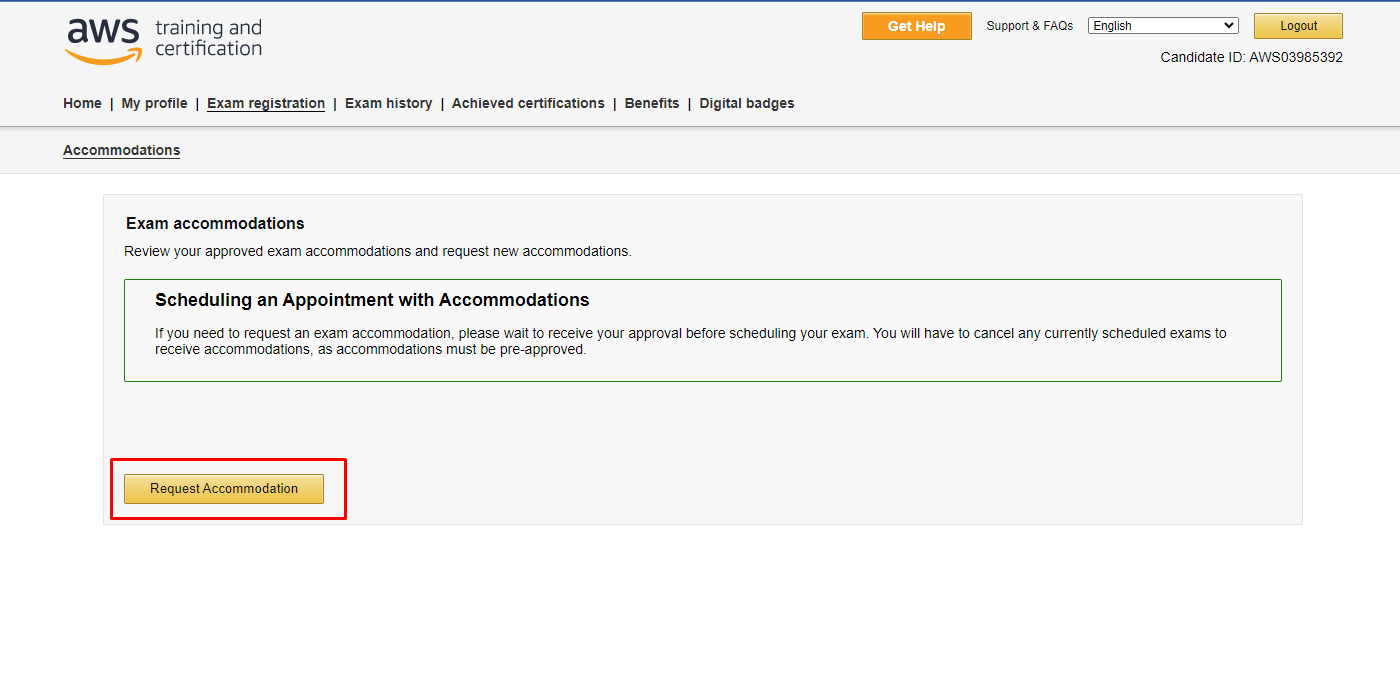 aws training and
certification
Get Help
Support & FAQs
English
Logout
Candidate ID: AWS03985392
Home | My profile | Exam registration | Exam history | Achieved certifications | Benefits | Digital badges
Accommodations
Exam accommodations
Review your approved exam accommodations and request new accommodations.
Scheduling an Appointment with Accommodations
If you need to request an exam accommodation, please wait to receive your approval before scheduling your exam. You will have to cancel any currently scheduled exams to
receive accommodations, as accommodations must be pre-approved.
Request Accommodation